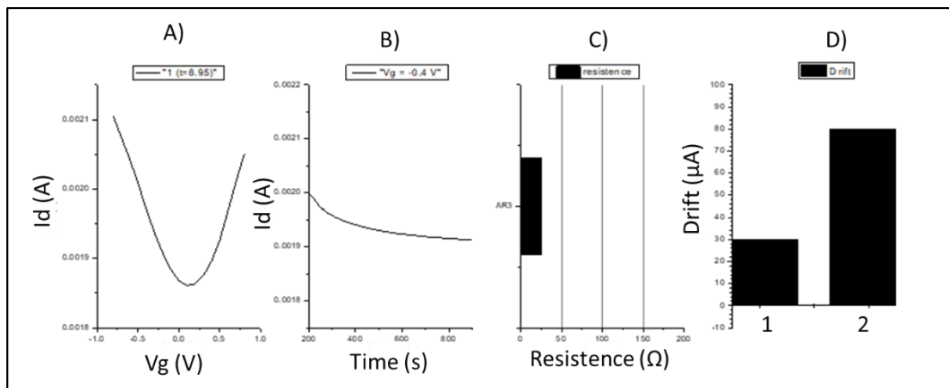 A)
"1 (t=8.95)"
0.0021
0.0020
0.0019
0.0018
Id (A)
-1.0
-0.5
0.0
0.5
1.0
Vg (V)
B)
"Vg = -0.4 V"
0.0022
0.0021
0.0020
0.0019
0.0018
Id (A)
200
400
600
800
Time (s)
C)
resistence
AR3
0
50
100
150
200
Resistence (Ω)
D)
Drift
100
90
80
70
60
50
40
30
20
10
0
-10
Drift (μA)
1
2